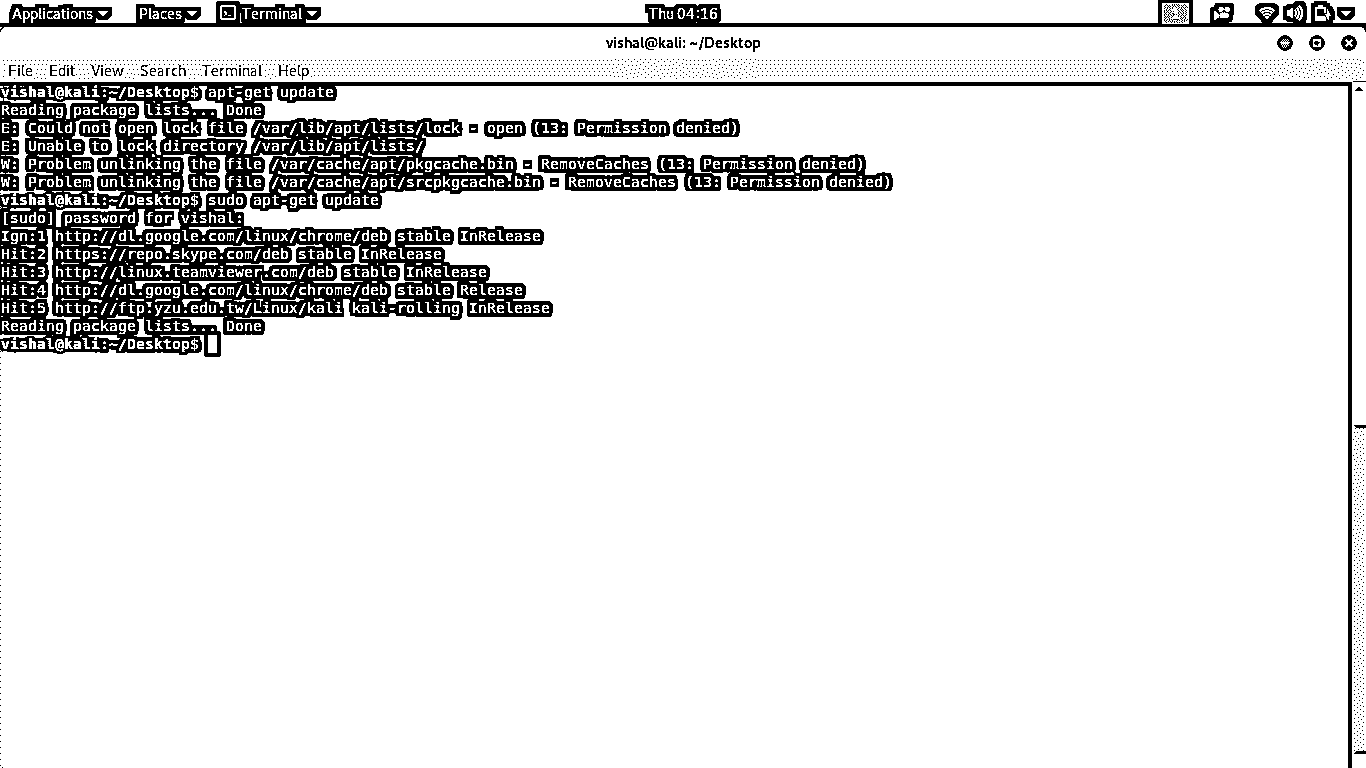 Applications Places Terminal Thu 04:16
vishal@kali: ~/Desktop
File Edit View Search Terminal Help
vishal@kali:~/Desktop$ apt-get update
Reading package lists... Done
E: Could not open lock file /var/lib/apt/lists/lock - open (13: Permission denied)
E: Unable to lock directory /var/lib/apt/lists/
W: Problem unlinking the file /var/cache/apt/pkgcache.bin - RemoveCaches (13: Permission denied)
W: Problem unlinking the file /var/cache/apt/srcpkgcache.bin - RemoveCaches (13: Permission denied)
vishal@kali:~/Desktop$ sudo apt-get update
[sudo] password for vishal:
Ign:1 http://dl.google.com/linux/chrome/deb stable InRelease
Hit:2 https://repo.skype.com/deb stable InRelease
Hit:3 http://linux.teamviewer.com/deb stable InRelease
Hit:4 http://dl.google.com/linux/chrome/deb stable Release
Hit:5 http://ftp.yzu.edu.tw/Linux/kali kali-rolling InRelease
Reading package lists... Done
vishal@kali:~/Desktop$